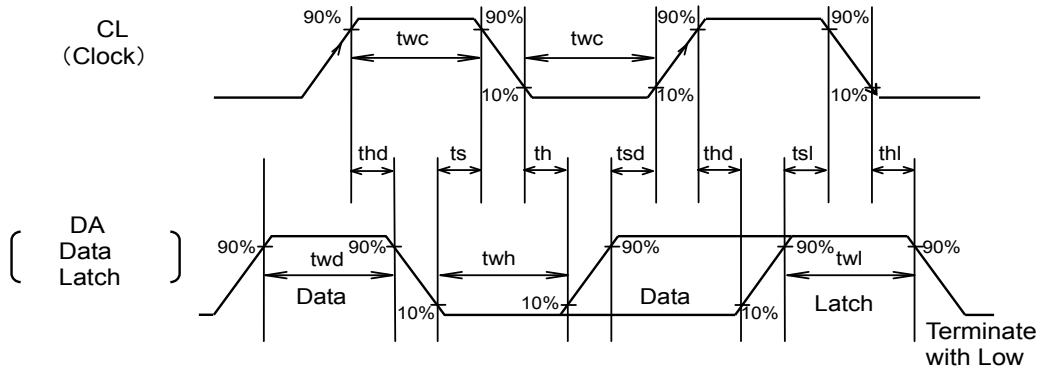 CL
（Clock）
90%
90%
90%
90%
twc
twc
10%
10%
10%
thd
ts
th
tsd
thd
tsl
thl
DA
Data
Latch
90%
90%
90%
90%
90%
twd
twh
twl
Data
Data
Latch
10%
10%
10%
Terminate
with Low